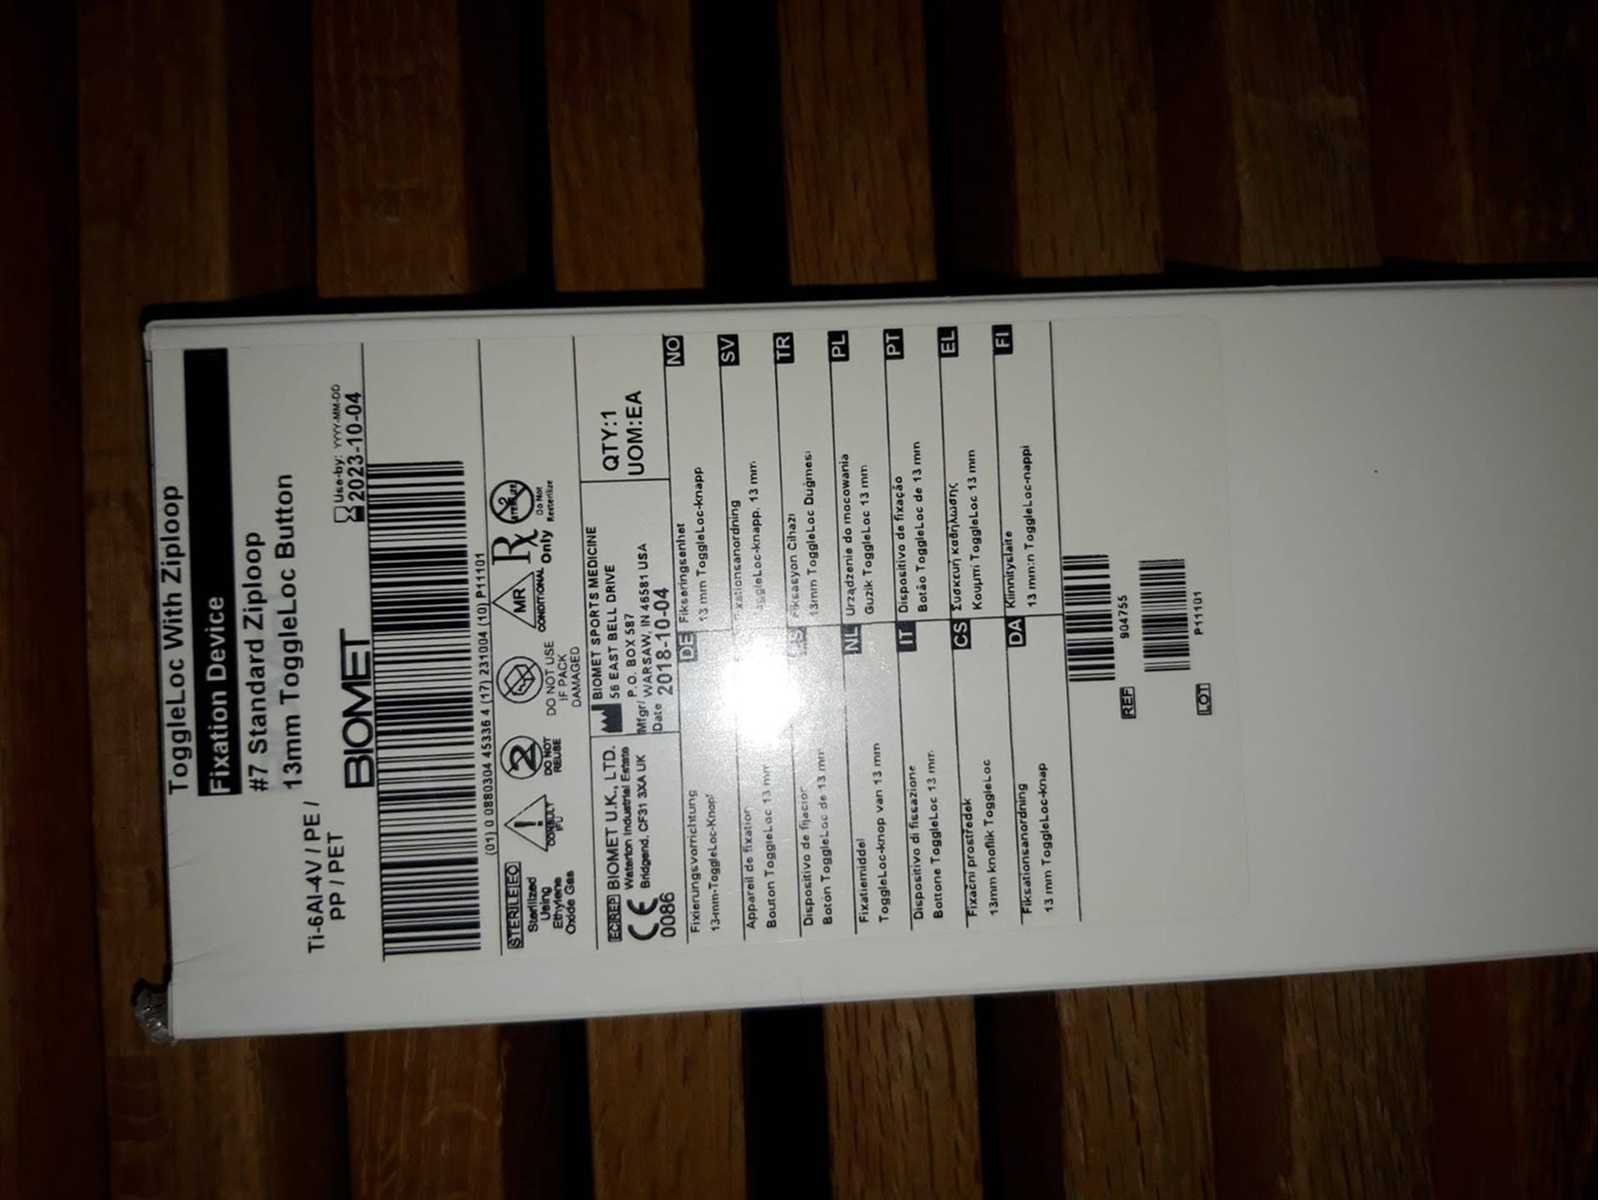 ToggleLoc With Ziploop
Fixation Device
#7 Standard Ziploop
13mm ToggleLoc Button
Ti-6Al-4V / PE /
PP / PET
Use-by: YYYY-MM-DD
2023-10-04
BIOMET
(01) 0 0880304 45336 4 (17) 231004 (10) P11101
STERILE EO
Sterilized
Using
Ethylene
Oxide Gas
CONSULT
IFU
2
DO NOT
REUSE
DO NOT USE
IF PACK
DAMAGED
MR
CONDITIONAL
Rx
Only
2
STERILIZE
Do Not
Resterilize
EC REP BIOMET U.K., LTD.
Waterton Industrial Estate
Bridgend, CF31 3XA UK
CE
0086
BIOMET SPORTS MEDICINE
56 EAST BELL DRIVE
P.O. BOX 587
WARSAW, IN 46581 USA
Mfgr/
Date 2018-10-04
QTY:1
UOM:EA
Fixierungsvorrichtung DE
13-mm-ToggleLoc-Knopf
Fikseringsenhet NO
13 mm ToggleLoc-knapp
Appareil de fixation
Bouton ToggleLoc 13 mm
SV
13 mm
Dispositivo de fijación
Botón ToggleLoc de 13 mm
Fiksasyon Cihazı TR
13mm ToggleLoc Düğmesi
Fixatiemiddel NL
ToggleLoc-knop van 13 mm
Urządzenie do mocowania PL
Guzik ToggleLoc 13 mm
Dispositivo di fissazione IT
Bottone ToggleLoc 13 mm
Dispositivo de fixação PT
Botão ToggleLoc de 13 mm
Fixační prostředek CS
13mm knoflík ToggleLoc
Συσκευή καθήλωσης EL
Κουμπί ToggleLoc 13 mm
Fiksationsanordning DA
13 mm ToggleLoc-knap
Kiinnityslaite FI
13 mm:n ToggleLoc-nappi
REF 904755
LOT P11101